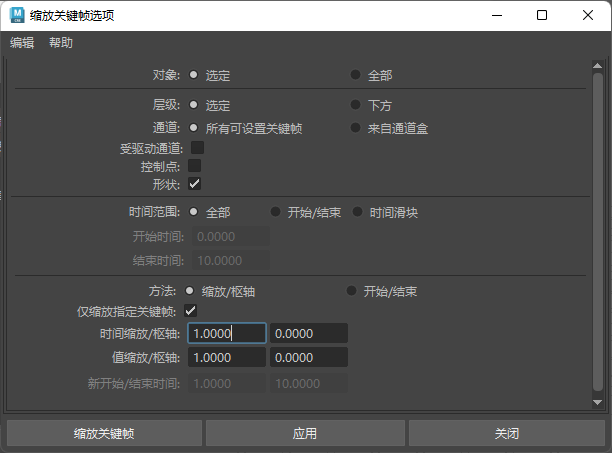 缩放关键帧选项
编辑 帮助
对象: 选定 全部
层级: 选定 下方
通道: 所有可设置关键帧 来自通道盒
受驱动通道:
控制点:
形状:
时间范围: 全部 开始/结束 时间滑块
开始时间: 0.0000
结束时间: 10.0000
方法: 缩放/枢轴 开始/结束
仅缩放指定关键帧:
时间缩放/枢轴: 1.0000 0.0000
值缩放/枢轴: 1.0000 0.0000
新开始/结束时间: 1.0000 10.0000
缩放关键帧 应用 关闭